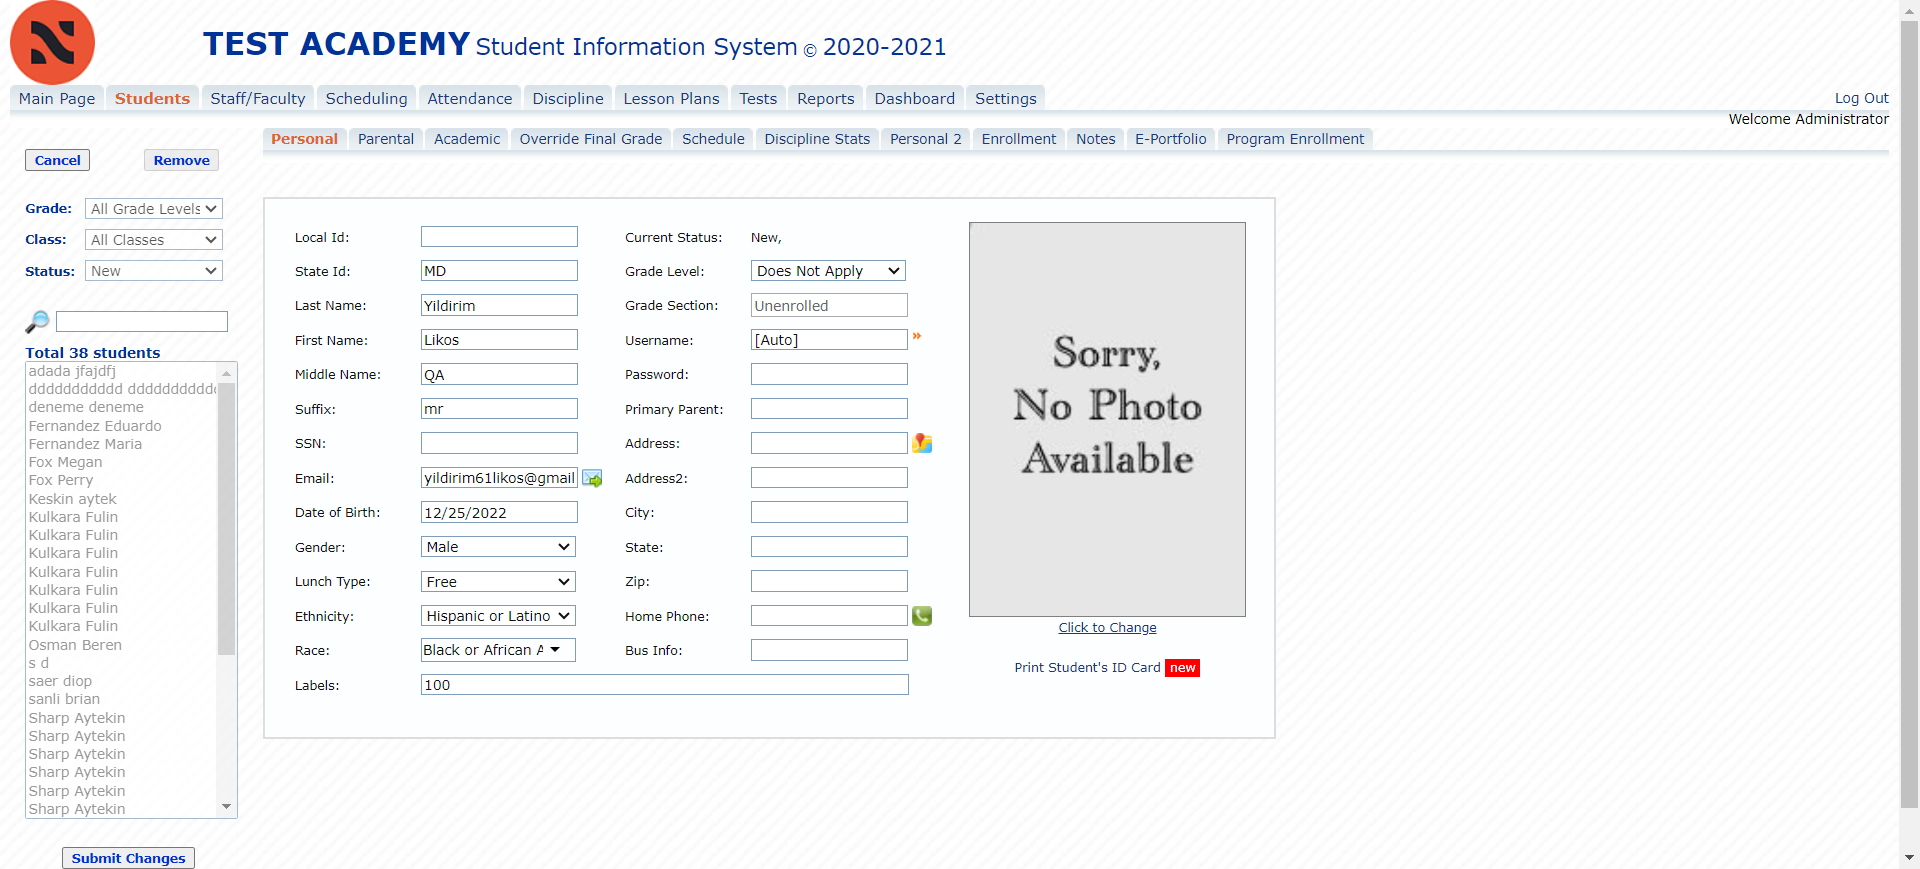 TEST ACADEMY Student Information System © 2020-2021
Main Page Students Staff/Faculty Scheduling Attendance Discipline Lesson Plans Tests Reports Dashboard Settings
Log Out
Welcome Administrator
Personal Parental Academic Override Final Grade Schedule Discipline Stats Personal 2 Enrollment Notes E-Portfolio Program Enrollment
Cancel Remove
Grade: All Grade Levels
Class: All Classes
Status: New
Total 38 students
adada jfajdfj
deneme deneme
Fernandez Eduardo
Fernandez Maria
Fox Megan
Fox Perry
Keskin aytek
Kulkara Fulin
Kulkara Fulin
Kulkara Fulin
Kulkara Fulin
Kulkara Fulin
Kulkara Fulin
Kulkara Fulin
Osman Beren
s d
saer diop
sanli brian
Sharp Aytekin
Sharp Aytekin
Sharp Aytekin
Sharp Aytekin
Sharp Aytekin
Sharp Aytekin
Submit Changes
Local Id:
State Id: MD
Last Name: Yildirim
First Name: Likos
Middle Name: QA
Suffix: mr
SSN:
Email: yildirim61likos@gmail
Date of Birth: 12/25/2022
Gender: Male
Lunch Type: Free
Ethnicity: Hispanic or Latino
Race: Black or African A
Labels: 100
Current Status: New,
Grade Level: Does Not Apply
Grade Section: Unenrolled
Username: [Auto] »
Password:
Primary Parent:
Address:
Address2:
City:
State:
Zip:
Home Phone:
Bus Info:
Sorry,
No Photo
Available
Click to Change
Print Student's ID Card new